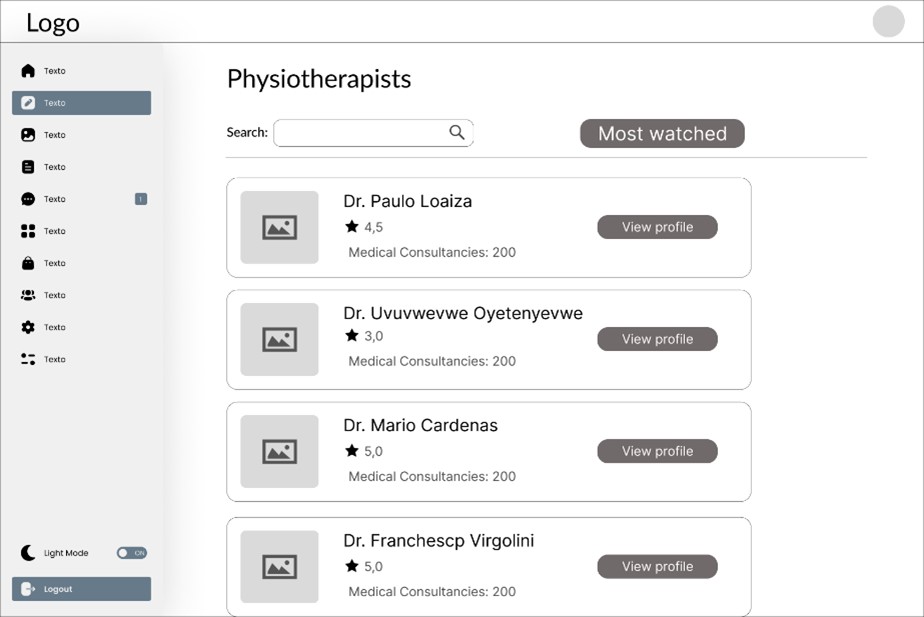 Logo
Texto
Texto
Texto
Texto
Texto 1
Texto
Texto
Texto
Texto
Texto
Light Mode ON
Logout
Physiotherapists
Search:
Most watched
Dr. Paulo Loaiza
4,5
Medical Consultancies: 200
View profile
Dr. Uvuvwevwe Oyetenyevwe
3,0
Medical Consultancies: 200
View profile
Dr. Mario Cardenas
5,0
Medical Consultancies: 200
View profile
Dr. Franchescp Virgolini
5,0
Medical Consultancies: 200
View profile